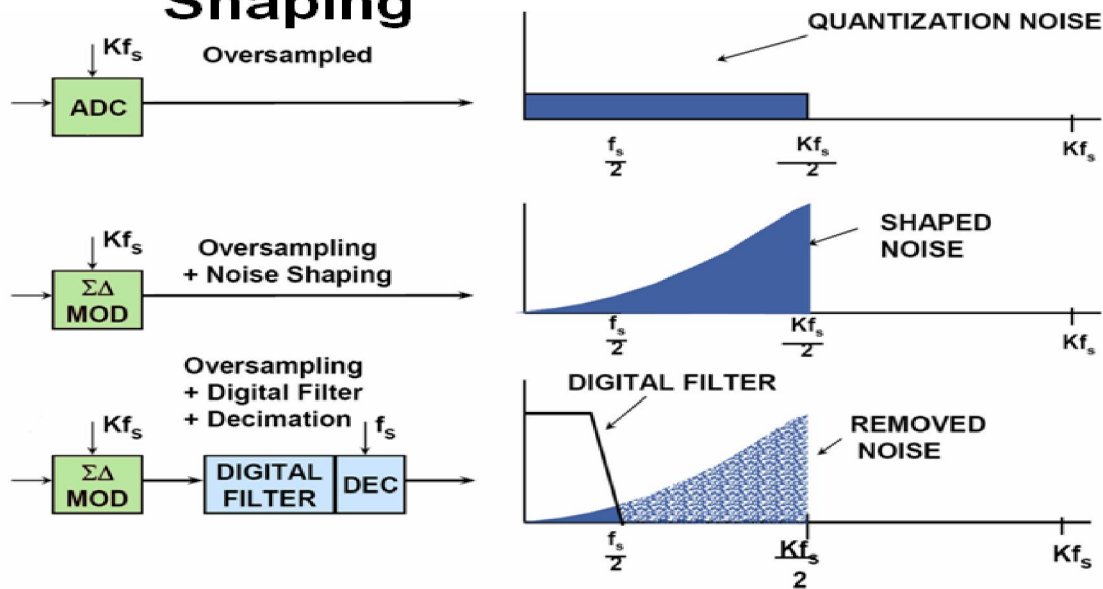 Shaping
Kfs
Oversampled
ADC
QUANTIZATION NOISE
fs
2
Kfs
2
Kfs
Kfs
Oversampling
+ Noise Shaping
ΣΔ
MOD
SHAPED
NOISE
fs
2
Kfs
2
Kfs
Oversampling
+ Digital Filter
+ Decimation
Kfs
fs
ΣΔ
MOD
DIGITAL
FILTER
DEC
DIGITAL FILTER
REMOVED
NOISE
fs
2
Kfs
2
Kfs